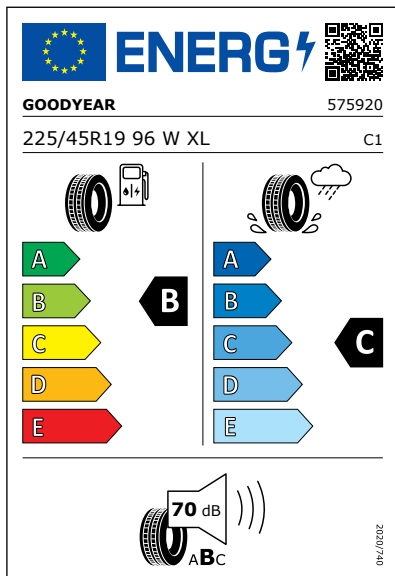 ENERG
GOODYEAR 575920
225/45R19 96 W XL C1
A A
B B B
C C C
D D
E E
70 dB
ABC
2020/740